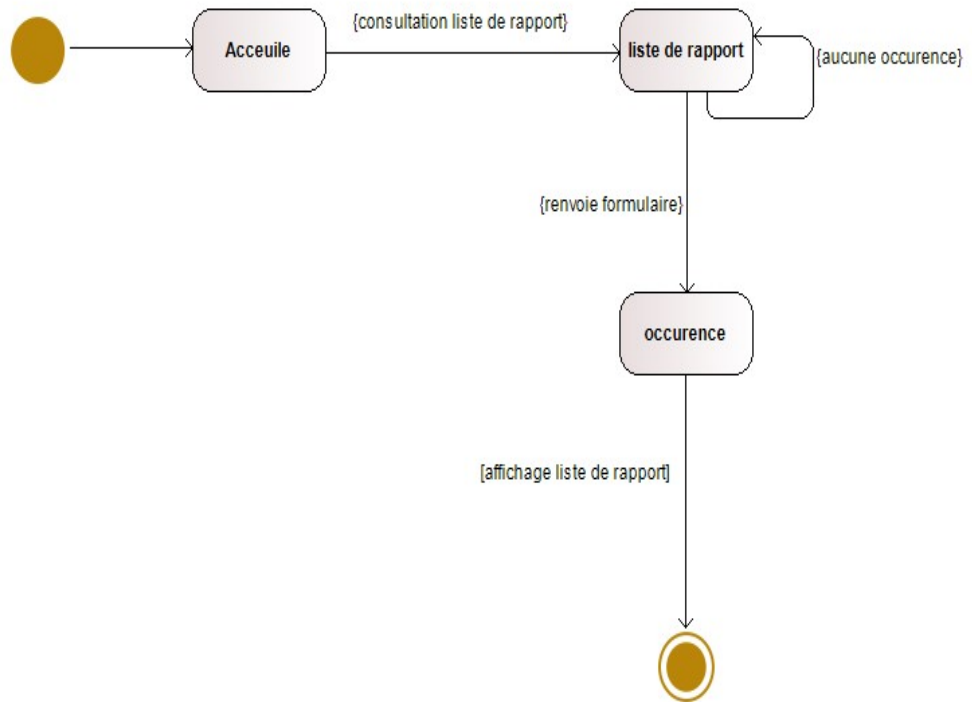 {consultation liste de rapport}
Acceuile
liste de rapport
{aucune occurence}
{renvoie formulaire}
occurence
[affichage liste de rapport]